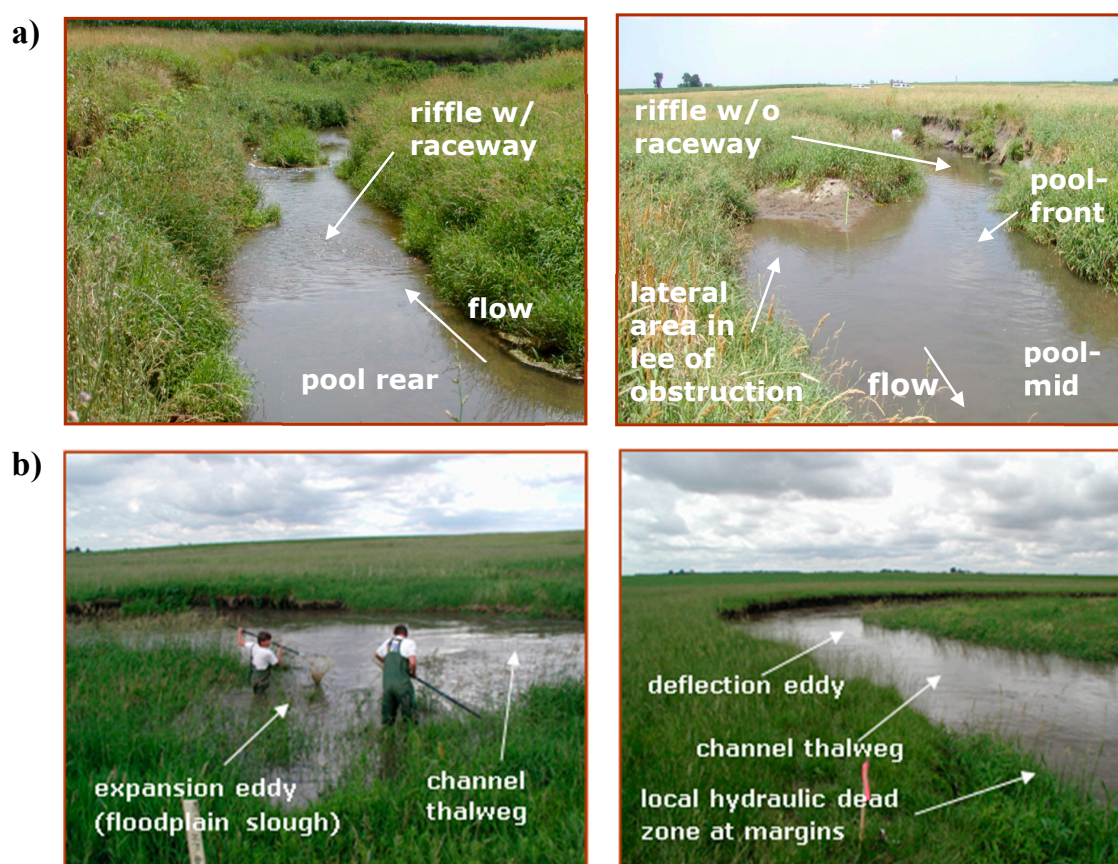 a)
riffle w/
raceway
flow
pool rear
riffle w/o
raceway
pool-
front
lateral
area in
lee of
obstruction
flow
pool-
mid
b)
expansion eddy
(floodplain slough)
channel
thalweg
deflection eddy
channel thalweg
local hydraulic dead
zone at margins